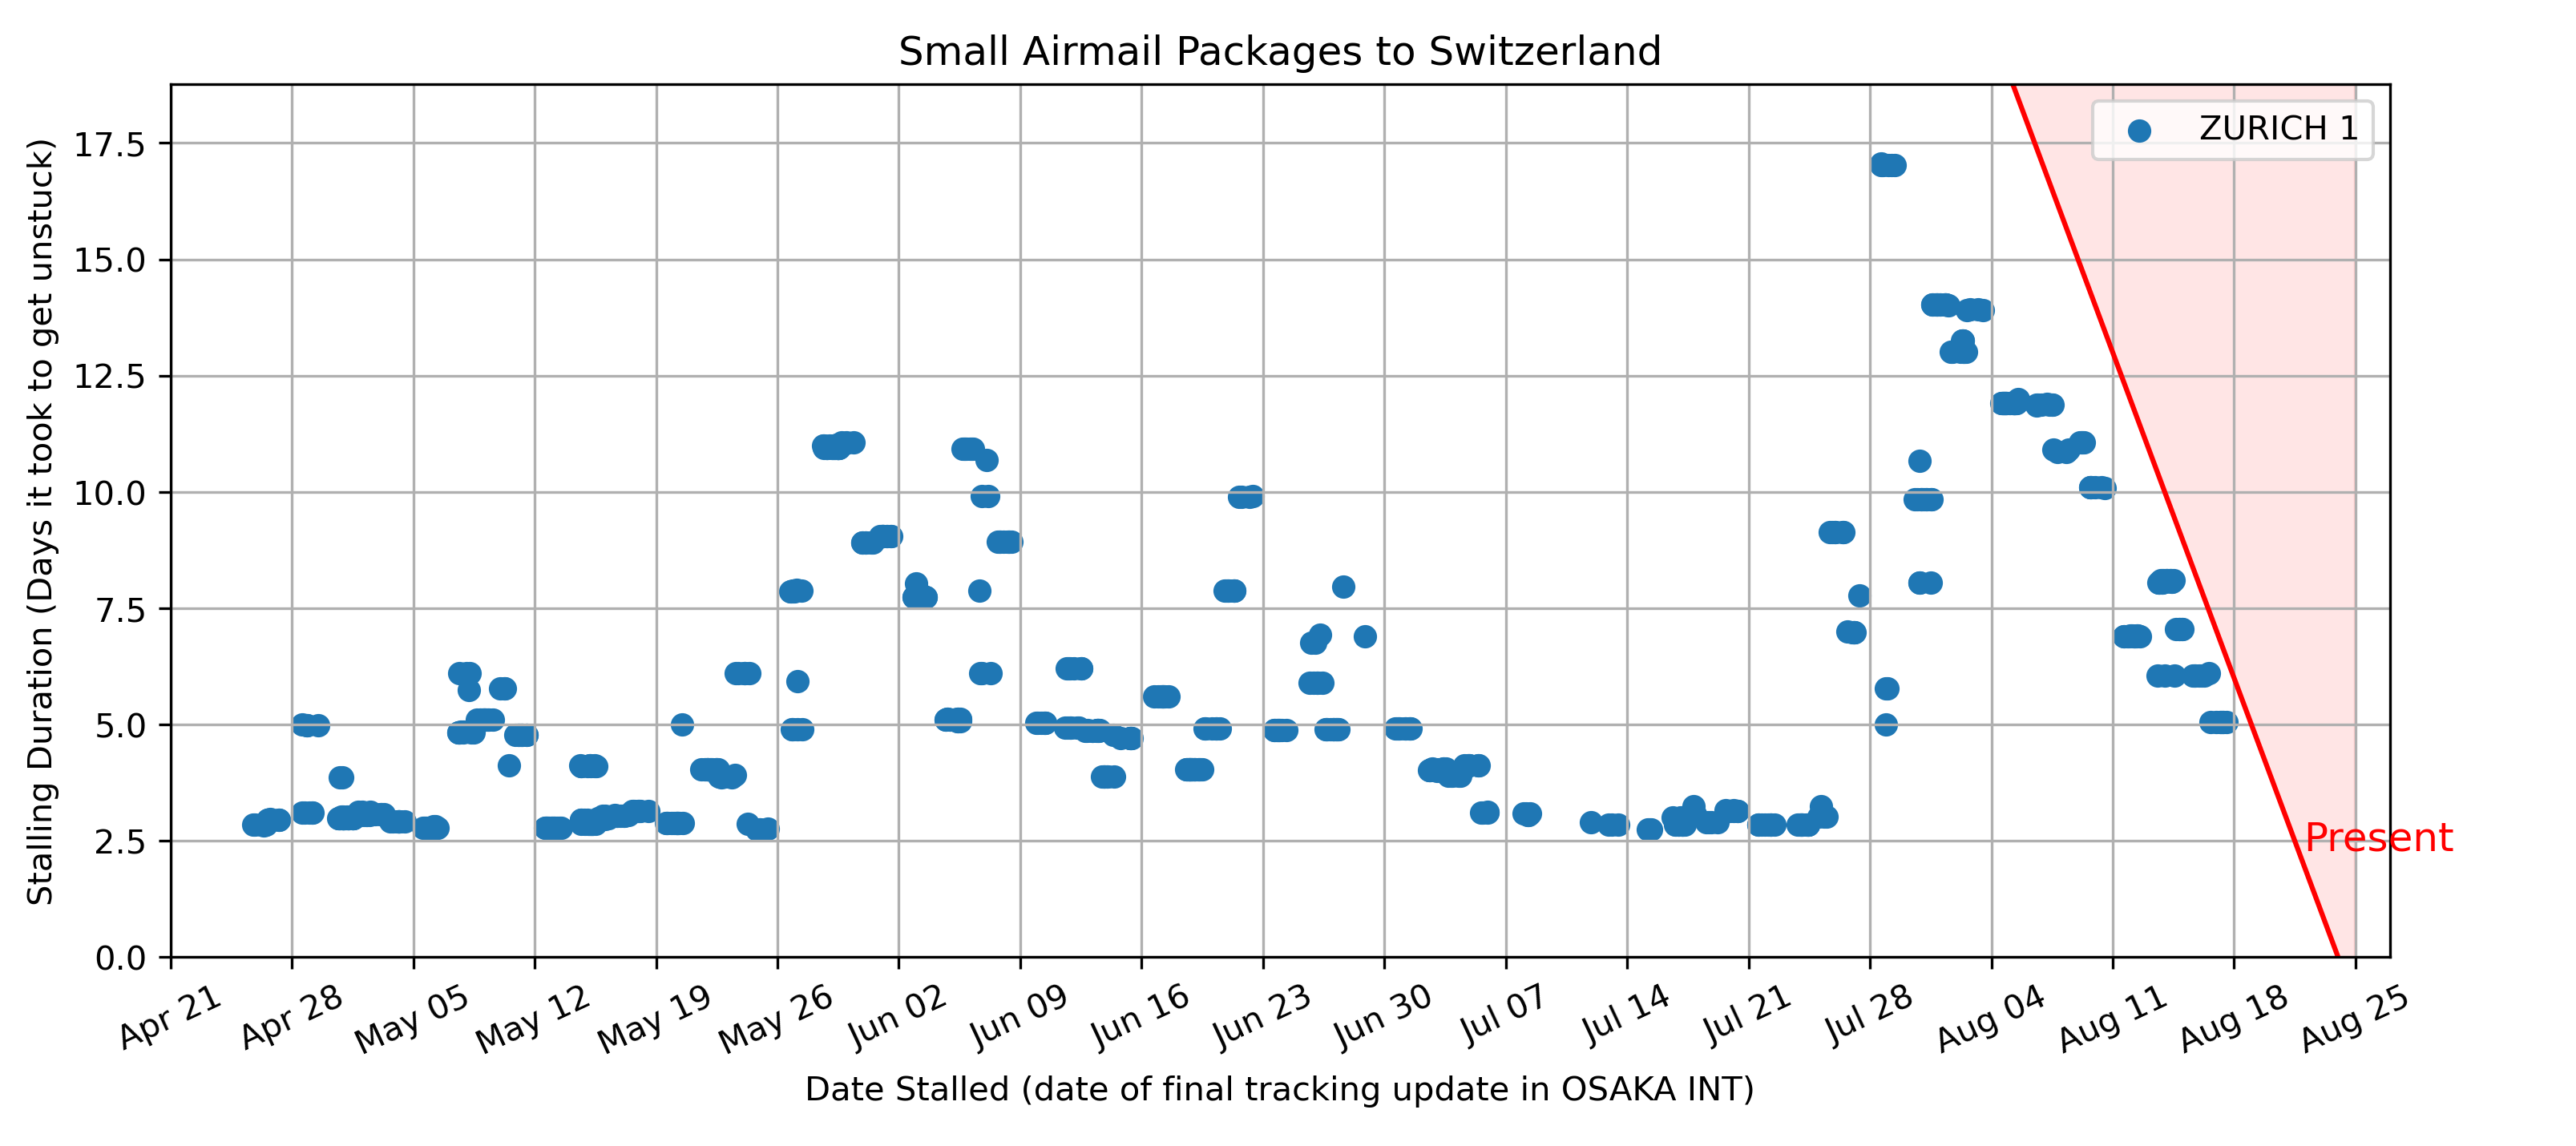 Small Airmail Packages to Switzerland
ZURICH 1
Stalling Duration (Days it took to get unstuck)
17.5
15.0
12.5
10.0
7.5
5.0
2.5
0.0
Present
Apr 21
Apr 28
May 05
May 12
May 19
May 26
Jun 02
Jun 09
Jun 16
Jun 23
Jun 30
Jul 07
Jul 14
Jul 21
Jul 28
Aug 04
Aug 11
Aug 18
Aug 25
Date Stalled (date of final tracking update in OSAKA INT)